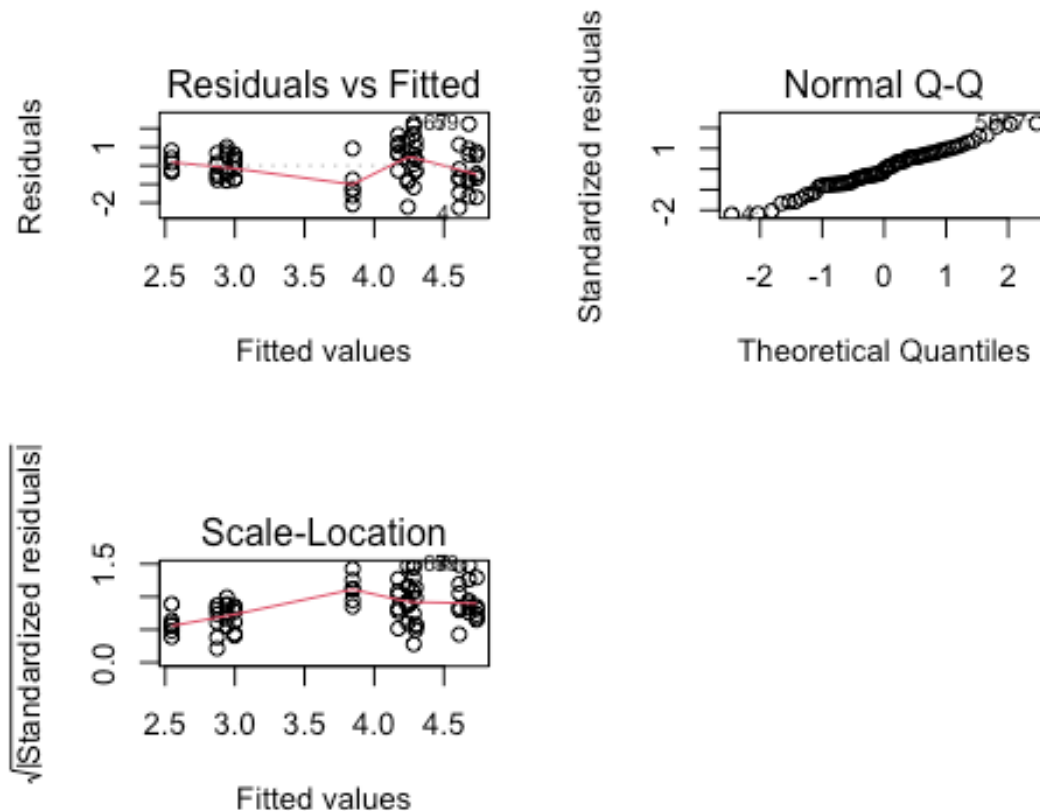 Residuals vs Fitted
Residuals
1
-2
4
2.5 3.0 3.5 4.0 4.5
Fitted values
Normal Q-Q
Standardized residuals
1
-2
4
-2 -1 0 1 2
Theoretical Quantiles
Scale-Location
√|Standardized residuals|
1.5
0.0
2.5 3.0 3.5 4.0 4.5
Fitted values